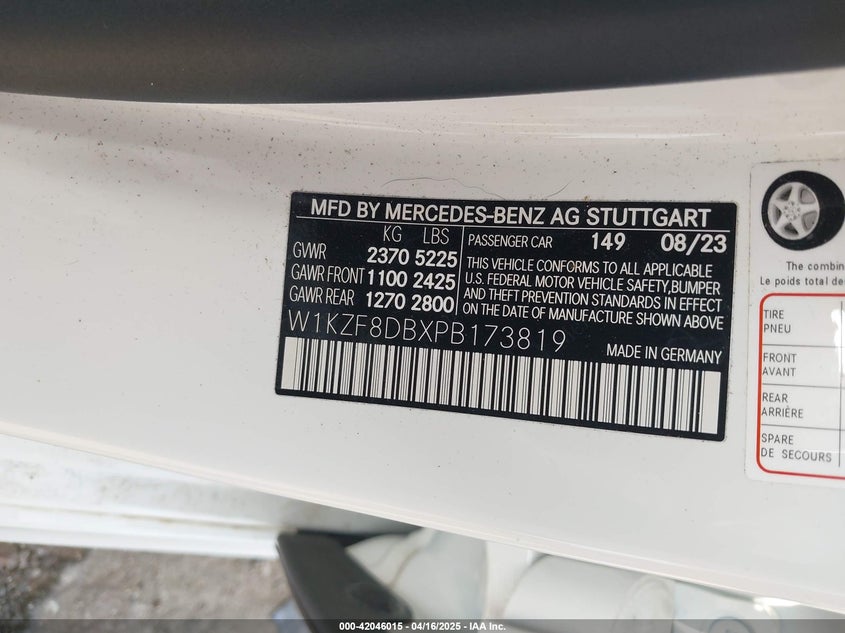 MFD BY MERCEDES-BENZ AG STUTTGART
KG LBS
GVWR 2370 5225
GAWR FRONT 1100 2425
GAWR REAR 1270 2800
PASSENGER CAR 149 08/23
THIS VEHICLE CONFORMS TO ALL APPLICABLE
U.S. FEDERAL MOTOR VEHICLE SAFETY,BUMPER
AND THEFT PREVENTION STANDARDS IN EFFECT
ON THE DATE OF MANUFACTURE SHOWN ABOVE
W1KZF8DBXPB173819
MADE IN GERMANY
The combin
Le poids total de
TIRE
PNEU
FRONT
AVANT
REAR
ARRIÈRE
SPARE
DE SECOURS
000-42046015 - 04/16/2025 - IAA Inc.